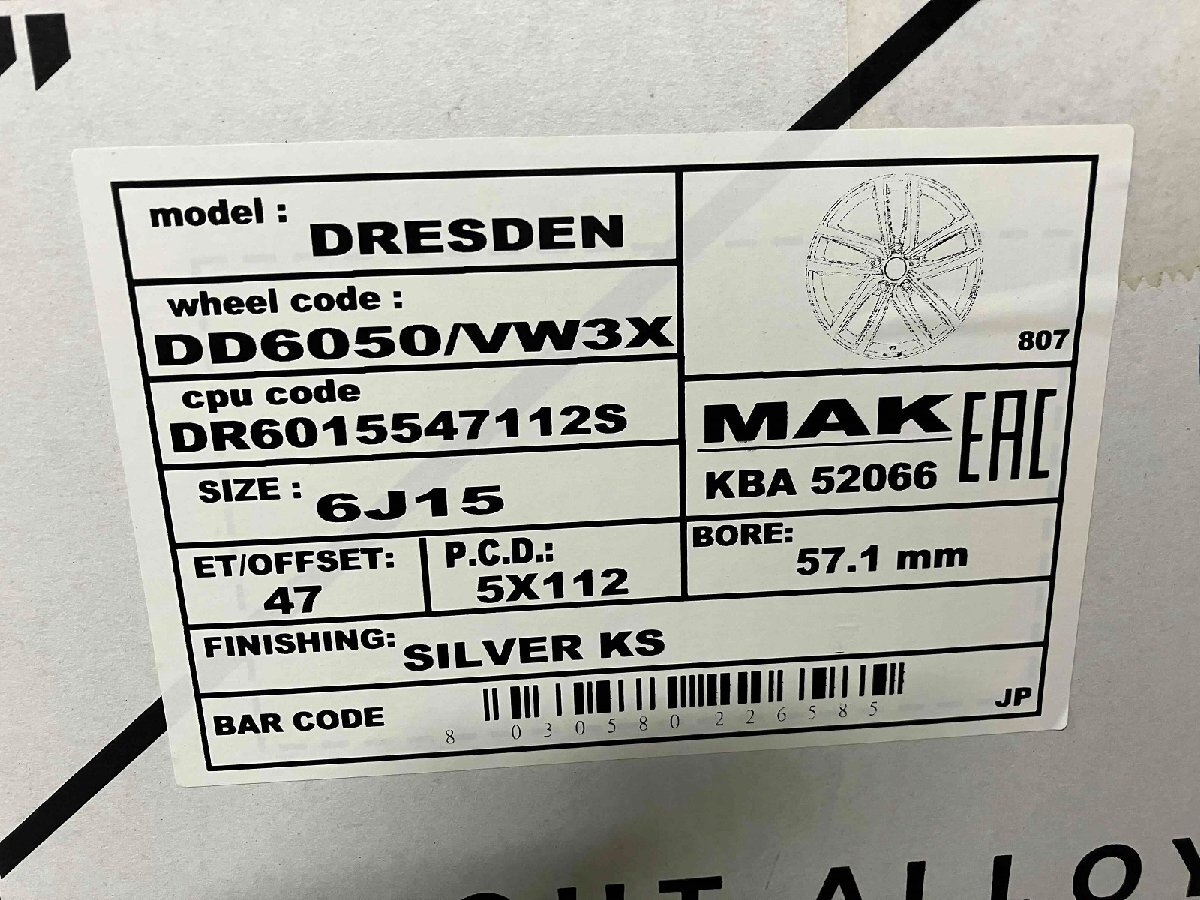 model :
DRESDEN
wheel code :
DD6050/VW3X
cpu code
DR6015547112S
SIZE : 6J15
ET/OFFSET:
47
P.C.D.:
5X112
807
MAK EAC
KBA 52066
BORE:
57.1 mm
FINISHING: SILVER KS
BAR CODE
8 030580 226585
JP
ALLOY